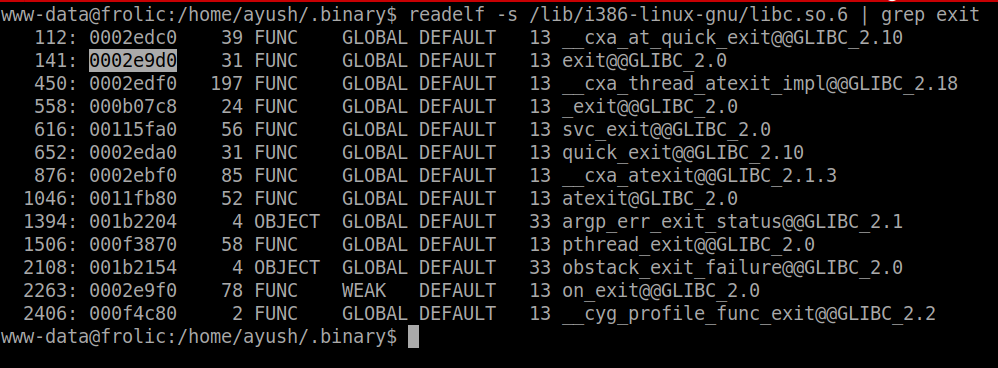 www-data@frolic:/home/ayush/.binary$ readelf -s /lib/i386-linux-gnu/libc.so.6 | grep exit
112: 0002edc0 39 FUNC GLOBAL DEFAULT 13 __cxa_at_quick_exit@@GLIBC_2.10
141: 0002e9d0 31 FUNC GLOBAL DEFAULT 13 exit@@GLIBC_2.0
450: 0002edf0 197 FUNC GLOBAL DEFAULT 13 __cxa_thread_atexit_impl@@GLIBC_2.18
558: 000b07c8 24 FUNC GLOBAL DEFAULT 13 _exit@@GLIBC_2.0
616: 00115fa0 56 FUNC GLOBAL DEFAULT 13 svc_exit@@GLIBC_2.0
652: 0002eda0 31 FUNC GLOBAL DEFAULT 13 quick_exit@@GLIBC_2.10
876: 0002ebf0 85 FUNC GLOBAL DEFAULT 13 __cxa_atexit@@GLIBC_2.1.3
1046: 0011fb80 52 FUNC GLOBAL DEFAULT 13 atexit@GLIBC_2.0
1394: 001b2204 4 OBJECT GLOBAL DEFAULT 33 argp_err_exit_status@@GLIBC_2.1
1506: 000f3870 58 FUNC GLOBAL DEFAULT 13 pthread_exit@@GLIBC_2.0
2108: 001b2154 4 OBJECT GLOBAL DEFAULT 33 obstack_exit_failure@@GLIBC_2.0
2263: 0002e9f0 78 FUNC WEAK DEFAULT 13 on_exit@@GLIBC_2.0
2406: 000f4c80 2 FUNC GLOBAL DEFAULT 13 __cyg_profile_func_exit@@GLIBC_2.2
www-data@frolic:/home/ayush/.binary$